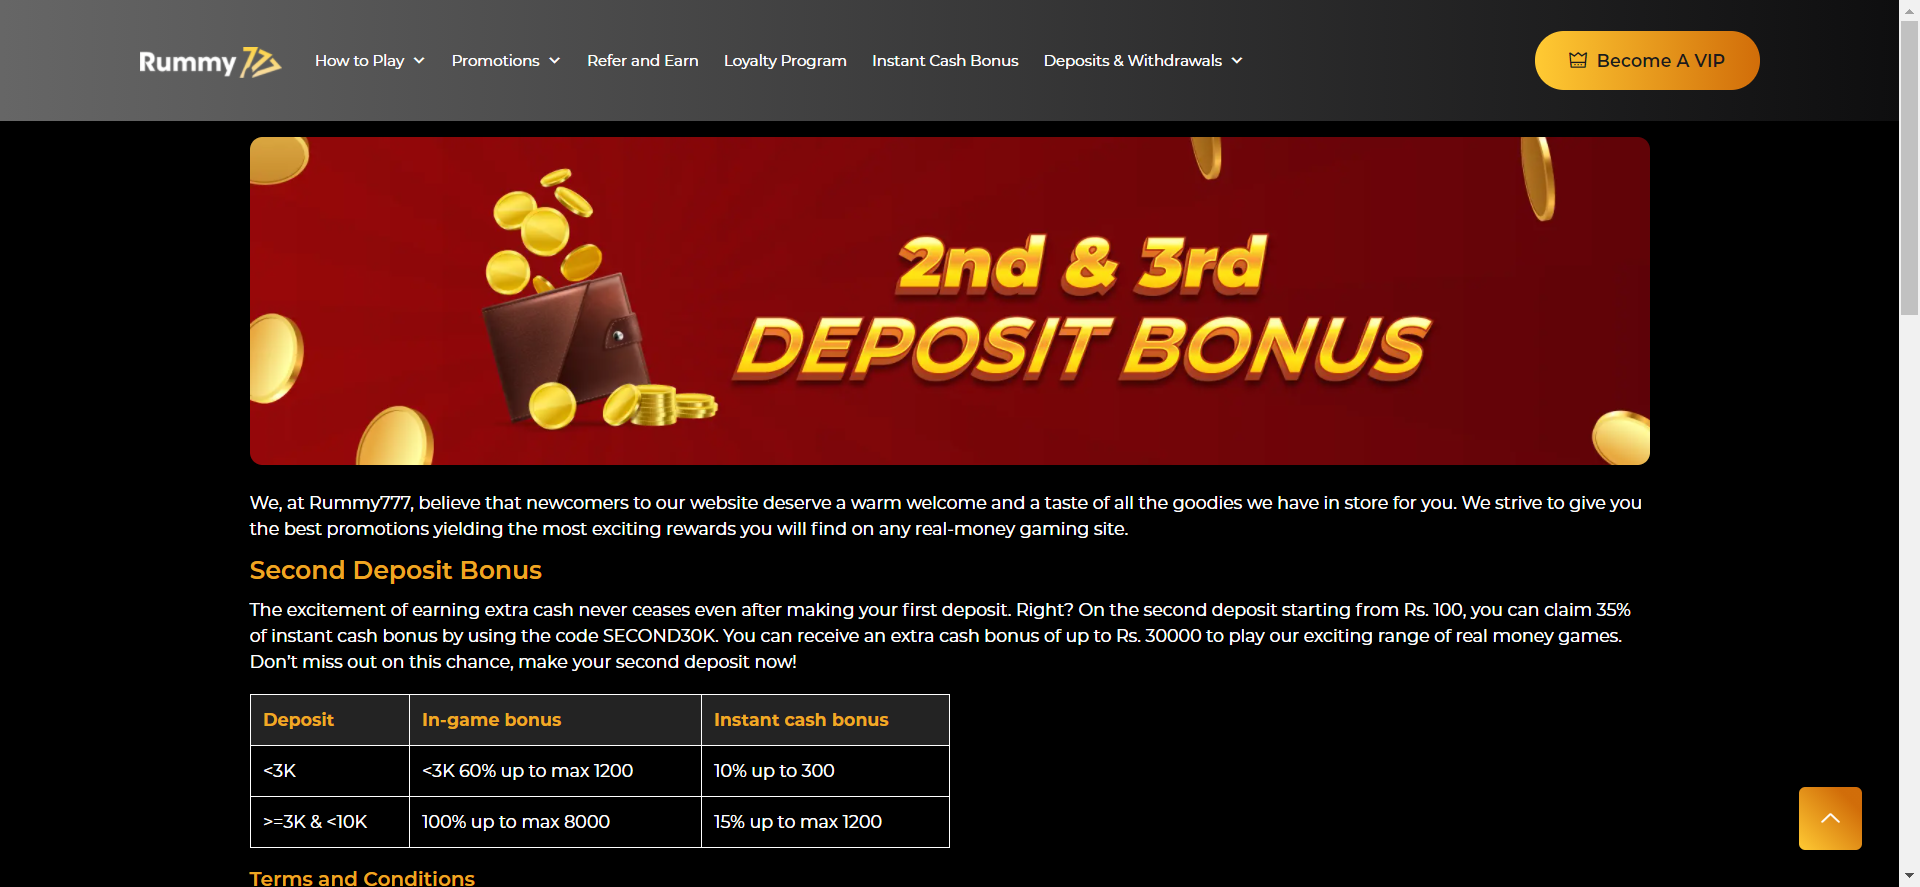 Rummy 77
How to Play
Promotions
Refer and Earn
Loyalty Program
Instant Cash Bonus
Deposits & Withdrawals
Become A VIP
2nd & 3rd
DEPOSIT BONUS
We, at Rummy777, believe that newcomers to our website deserve a warm welcome and a taste of all the goodies we have in store for you. We strive to give you
the best promotions yielding the most exciting rewards you will find on any real-money gaming site.
Second Deposit Bonus
The excitement of earning extra cash never ceases even after making your first deposit. Right? On the second deposit starting from Rs. 100, you can claim 35%
of instant cash bonus by using the code SECOND30K. You can receive an extra cash bonus of up to Rs. 30000 to play our exciting range of real money games.
Don’t miss out on this chance, make your second deposit now!
Deposit In-game bonus Instant cash bonus
<3K <3K 60% up to max 1200 10% up to 300
>=3K & <10K 100% up to max 8000 15% up to max 1200
Terms and Conditions